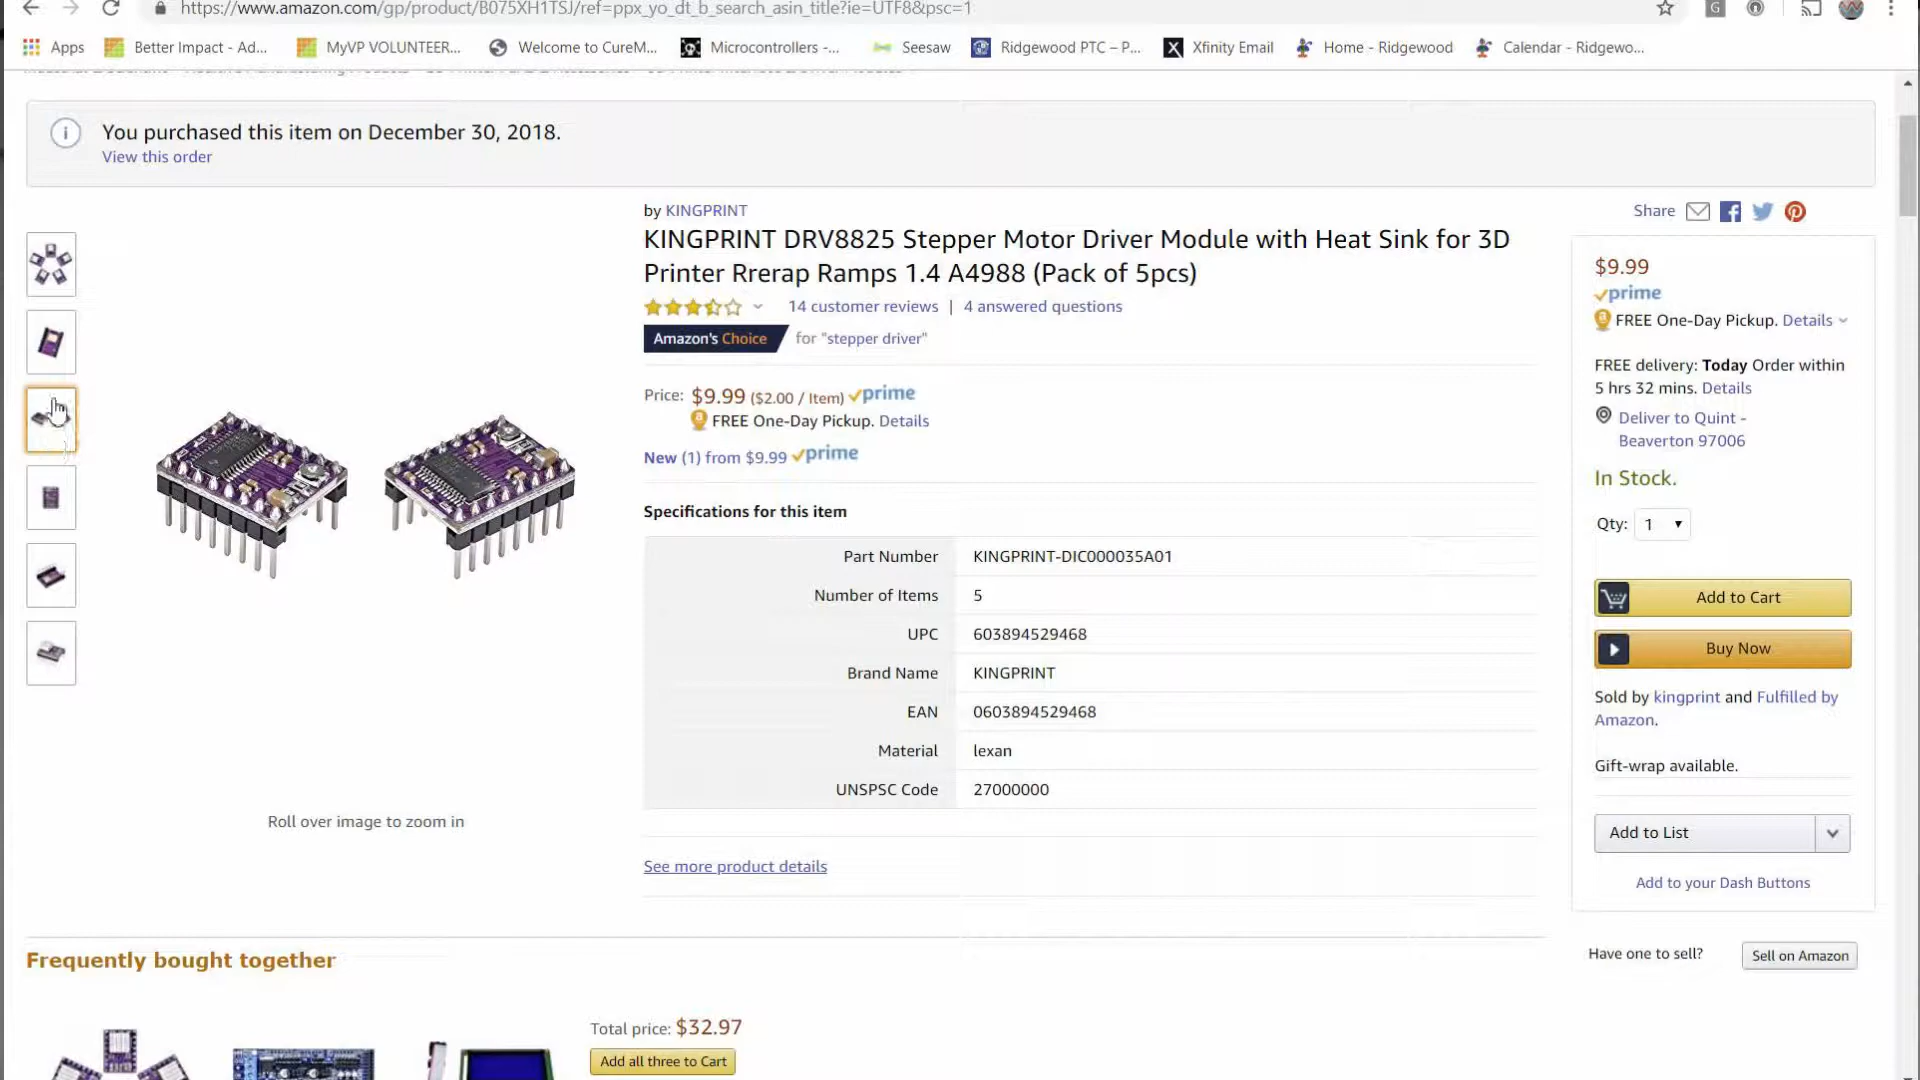 https://www.amazon.com/gp/product/B075XH1TSJ/ref=ppx_yo_dt_b_search_asin_title?ie=UTF8&psc=1
Apps
Better Impact - Ad...
MyVP VOLUNTEER...
Welcome to CureM...
Microcontrollers -...
Seesaw
Ridgewood PTC – P...
Xfinity Email
Home - Ridgewood
Calendar - Ridgewo...
You purchased this item on December 30, 2018.
View this order
by KINGPRINT
KINGPRINT DRV8825 Stepper Motor Driver Module with Heat Sink for 3D
Printer Rrerap Ramps 1.4 A4988 (Pack of 5pcs)
14 customer reviews | 4 answered questions
Amazon's Choice for "stepper driver"
Price: $9.99 ($2.00 / Item) prime
FREE One-Day Pickup. Details
New (1) from $9.99 prime
Specifications for this item
Part Number KINGPRINT-DIC000035A01
Number of Items 5
UPC 603894529468
Brand Name KINGPRINT
EAN 0603894529468
Material lexan
UNSPSC Code 27000000
See more product details
Roll over image to zoom in
Share
$9.99
prime
FREE One-Day Pickup. Details
FREE delivery: Today Order within
5 hrs 32 mins. Details
Deliver to Quint -
Beaverton 97006
In Stock.
Qty: 1
Add to Cart
Buy Now
Sold by kingprint and Fulfilled by
Amazon.
Gift-wrap available.
Add to List
Add to your Dash Buttons
Have one to sell? Sell on Amazon
Frequently bought together
Total price: $32.97
Add all three to Cart